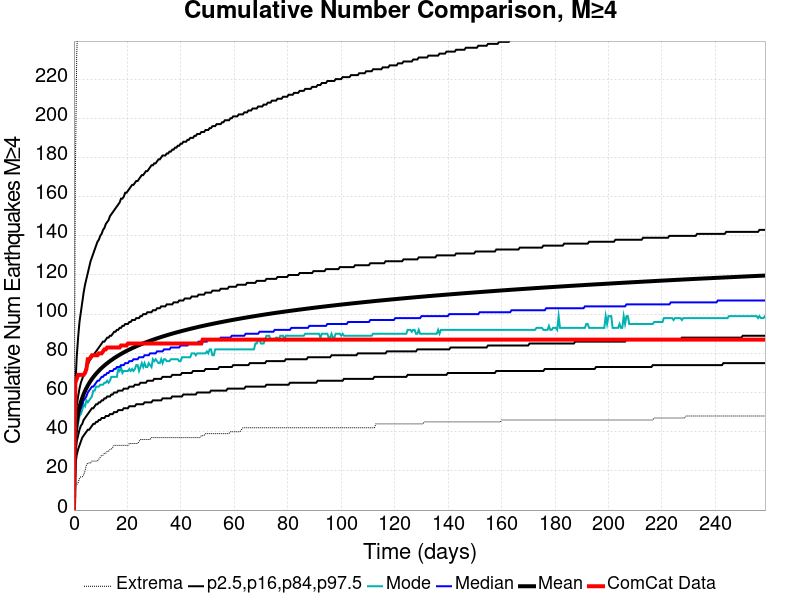 Cumulative Number Comparison, M≥4
Cumulative Num Earthquakes M≥4
220
200
180
160
140
120
100
80
60
40
20
0
0 20 40 60 80 100 120 140 160 180 200 220 240
Time (days)
Extrema p2.5,p16,p84,p97.5 Mode Median Mean ComCat Data